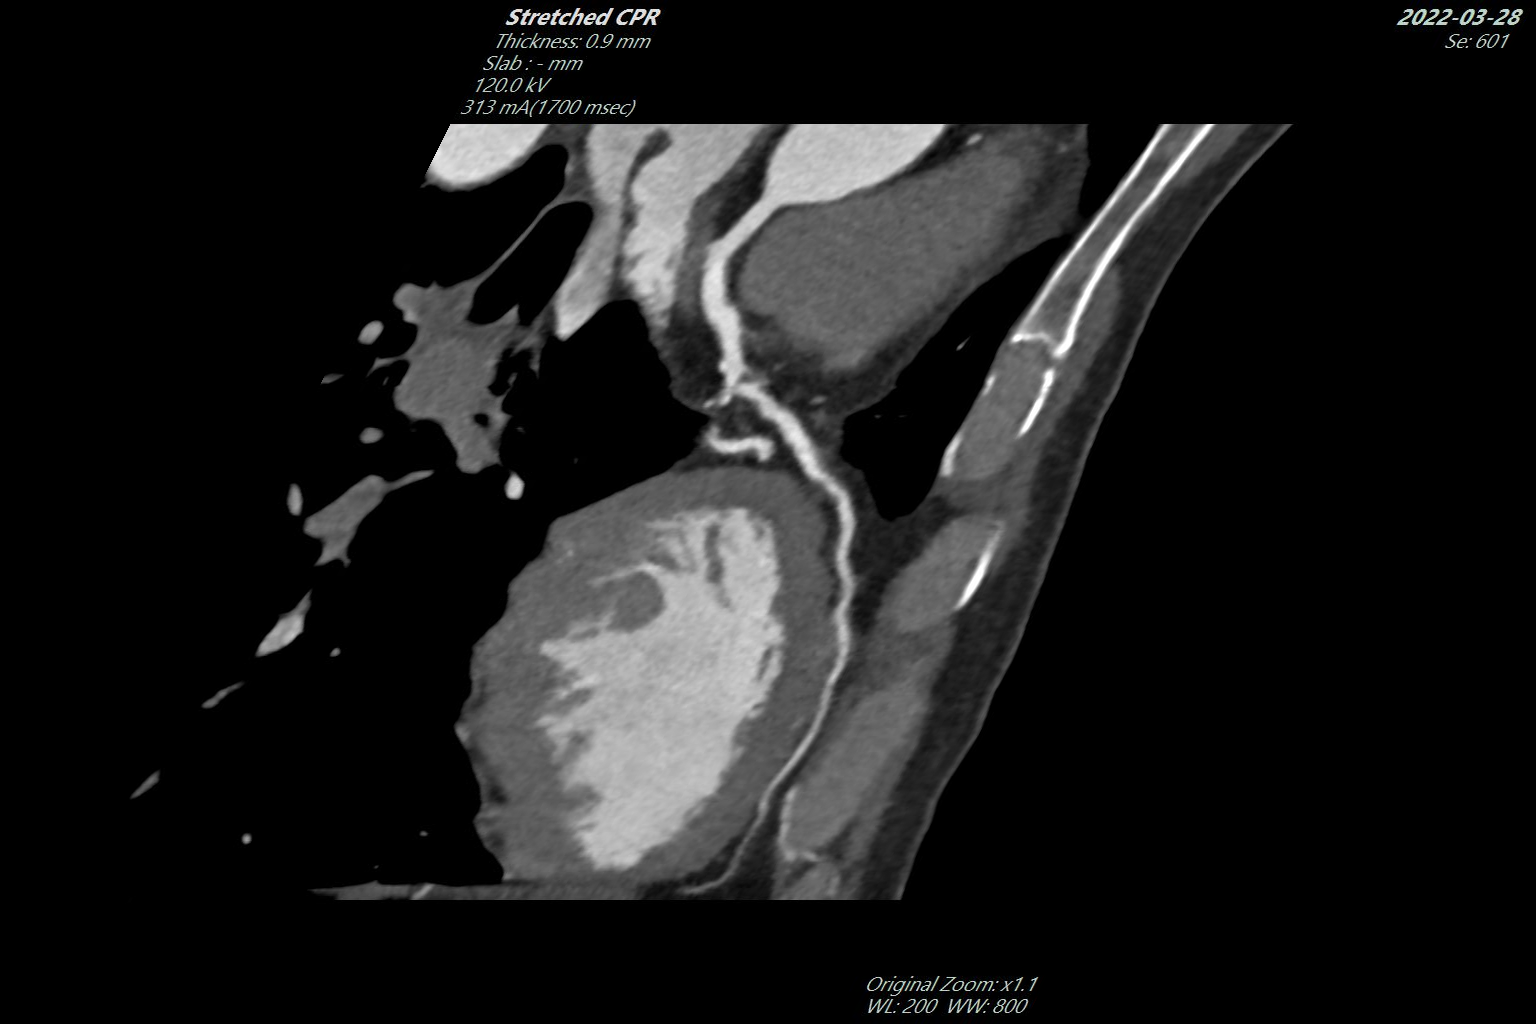 Stretched CPR
Thickness: 0.9 mm
Slab : - mm
120.0 kV
313 mA(1700 msec)
2022-03-28
Se: 601
Original Zoom: x1.1
WL: 200 WW: 800